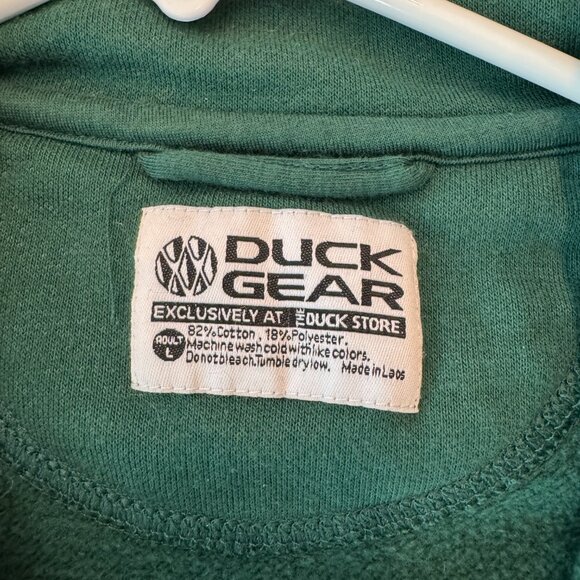 DUCK
GEAR
EXCLUSIVELY AT THE DUCK STORE
ADULT
L
82% Cotton, 18% Polyester.
Machine wash cold with like colors.
Do not bleach. Tumble dry low. Made in Laos